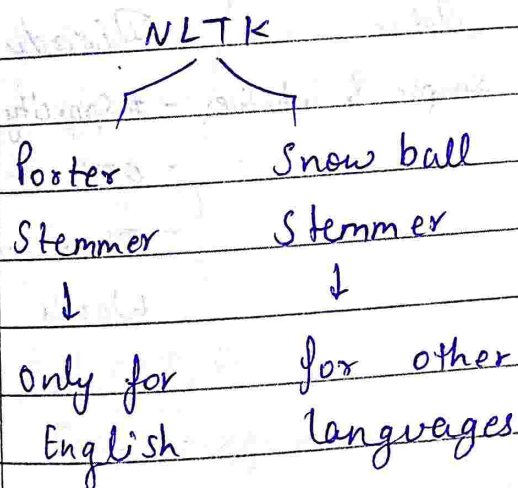 NLTK
Porter Snow ball
Stemmer Stemmer
↓ ↓
only for for other
English languages